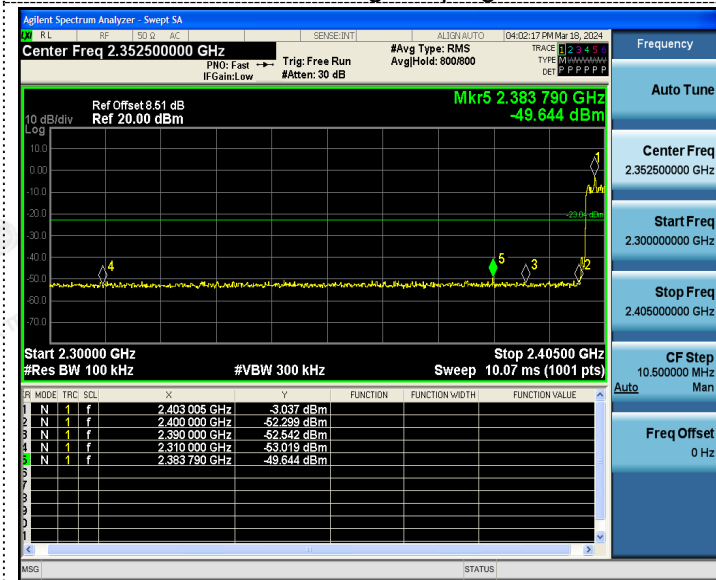 Agilent Spectrum Analyzer - Swept SA
RL RF 50 Ω AC SENSE:INT ALIGN AUTO 04:02:17 PM Mar 18, 2024
Center Freq 2.352500000 GHz #Avg Type: RMS TRACE 1 2 3 4 5 6
PNO: Fast Trig: Free Run Avg|Hold: 800/800 TYPE M
IFGain:Low #Atten: 30 dB DET P P P P P P
Mkr5 2.383 790 GHz
-49.644 dBm
Ref Offset 8.51 dB
10 dB/div Ref 20.00 dBm
Log
10.0
0.00
-10.0
-20.0
-30.0
-40.0
-50.0
-60.0
-70.0
1
-23.04 dBm
4
5
3
2
Start 2.30000 GHz Stop 2.40500 GHz
#Res BW 100 kHz #VBW 300 kHz Sweep 10.07 ms (1001 pts)
MODE TRC SCL X Y FUNCTION FUNCTION WIDTH FUNCTION VALUE
1 N 1 f 2.403 005 GHz -3.037 dBm
2 N 1 f 2.400 000 GHz -52.299 dBm
3 N 1 f 2.390 000 GHz -52.542 dBm
4 N 1 f 2.310 000 GHz -53.019 dBm
5 N 1 f 2.383 790 GHz -49.644 dBm
6
7
8
9
MSG STATUS
Frequency
Auto Tune
Center Freq
2.352500000 GHz
Start Freq
2.300000000 GHz
Stop Freq
2.405000000 GHz
CF Step
10.500000 MHz
Auto Man
Freq Offset
0 Hz